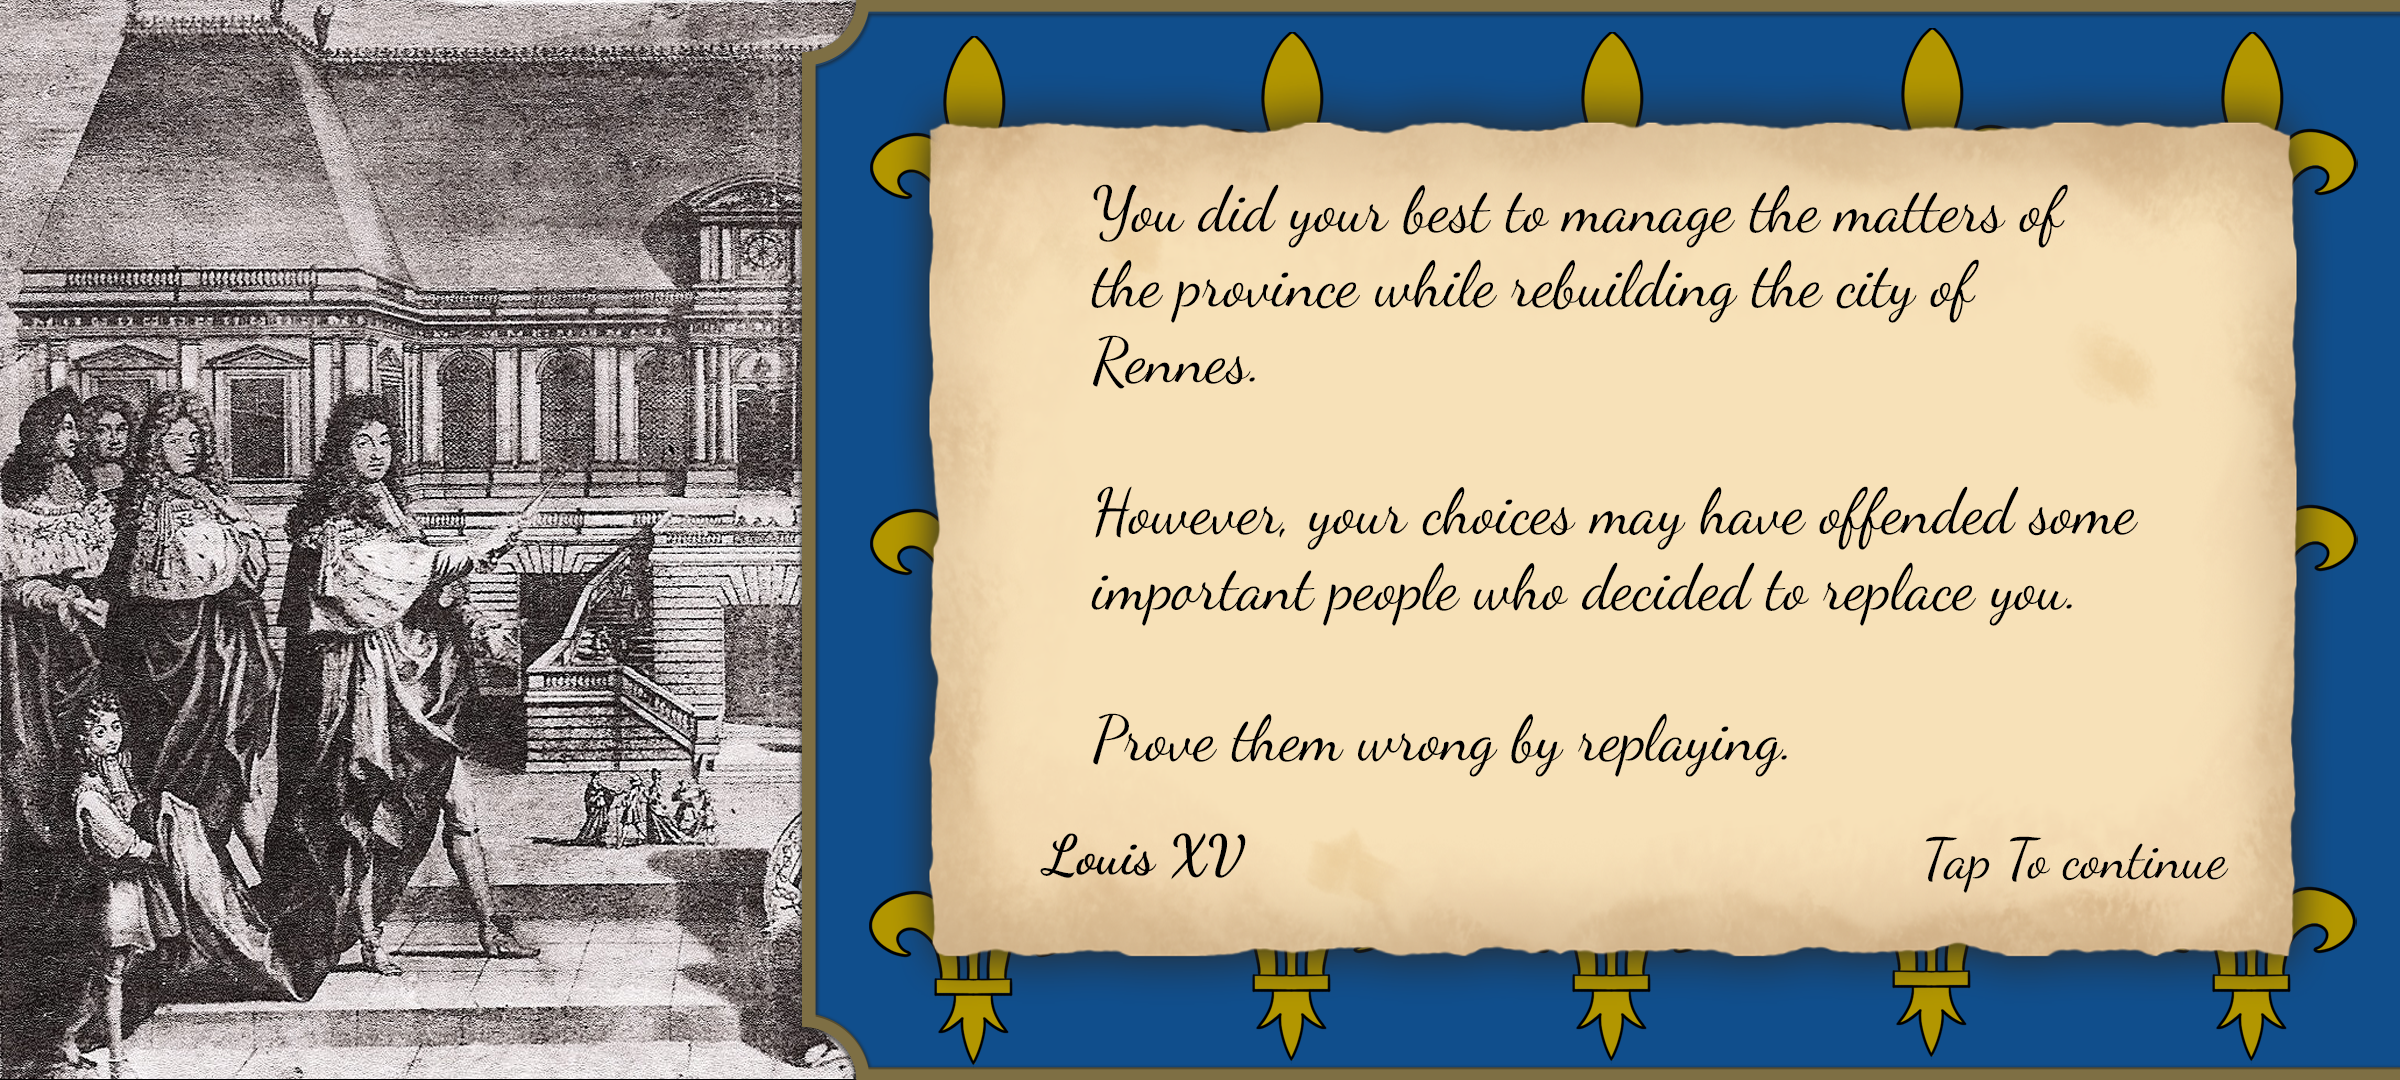 You did your best to manage the matters of
the province while rebuilding the city of
Rennes.
However, your choices may have offended some
important people who decided to replace you.
Prove them wrong by replaying.
Louis XV
Tap To continue